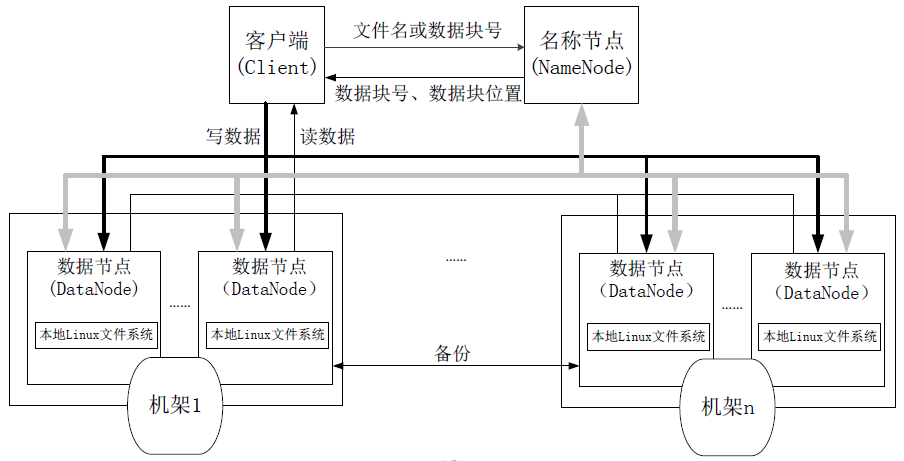 客户端
(Client)
文件名或数据块号
名称节点
(NameNode)
数据块号、数据块位置
写数据
读数据
数据节点
(DataNode)
......
本地Linux文件系统
数据节点
（DataNode）
本地Linux文件系统
机架1
......
备份
数据节点
（DataNode）
......
本地Linux文件系统
数据节点
（DataNode）
本地Linux文件系统
机架n